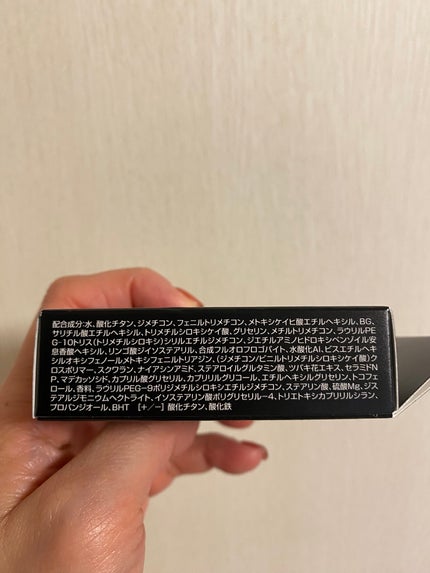 配合成分:水、酸化チタン、ジメチコン、フェニルトリメチコン、メトキシケイヒ酸エチルヘキシル、BG、
サリチル酸エチルヘキシル、トリメチルシロキシケイ酸、グリセリン、メチルトリメチコン、ラウリルPE
G-10トリス(トリメチルシロキシ)シリルエチルジメチコン、ジエチルアミノヒドロキシベンゾイル安
息香酸ヘキシル、リンゴ酸ジイソステアリル、合成フルオロフロゴパイト、水酸化Al、ビスエチルヘキ
シルオキシフェノールメトキシフェニルトリアジン、(ジメチコン/ビニルトリメチルシロキシケイ酸)ク
ロスポリマー、スクワラン、ナイアシンアミド、ステアロイルグルタミン酸、ツバキ花エキス、セラミドN
P、マデカッソシド、カプリル酸グリセリル、カプリリルグリコール、エチルヘキシルグリセリン、トコフェ
ロール、香料、ラウリルPEG-9ポリジメチルシロキシエチルジメチコン、ステアリン酸、硫酸Mg、ジス
テアルジモニウムヘクトライト、イソステアリン酸ポリグリセリル-4、トリエトキシカプリリルシラン、
プロパンジオール、BHT [+/-] 酸化チタン、酸化鉄